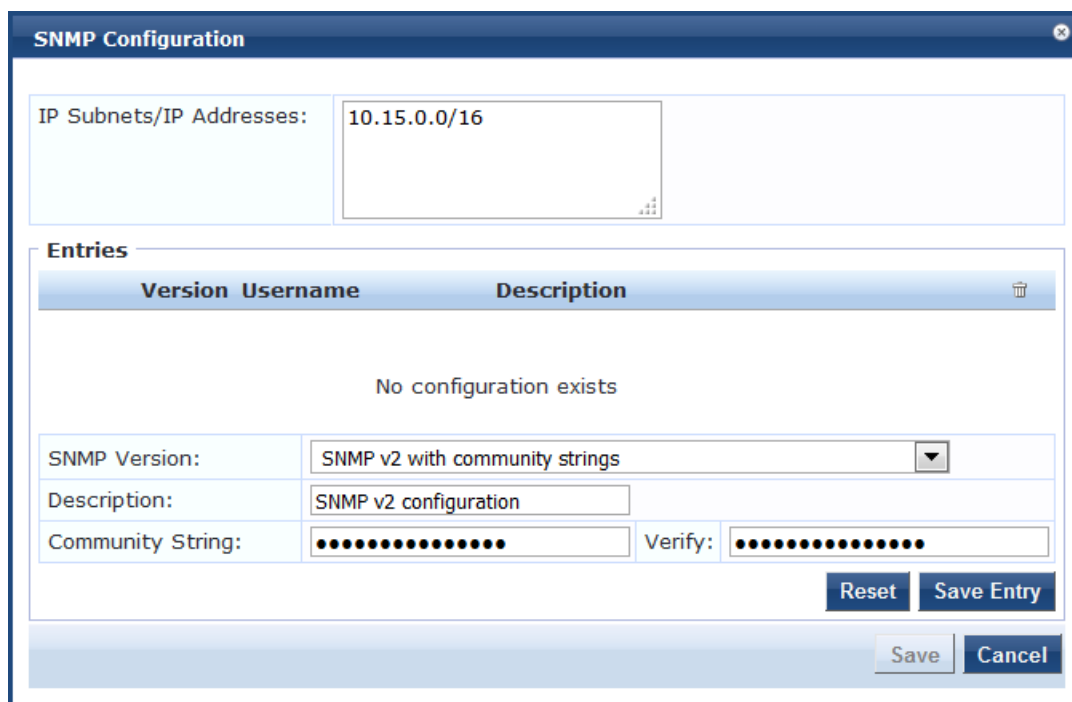 SNMP Configuration
IP Subnets/IP Addresses:
10.15.0.0/16
Entries
Version Username Description
No configuration exists
SNMP Version: SNMP v2 with community strings
Description: SNMP v2 configuration
Community String: ••••••••••••••• Verify: •••••••••••••••
Reset Save Entry
Save Cancel